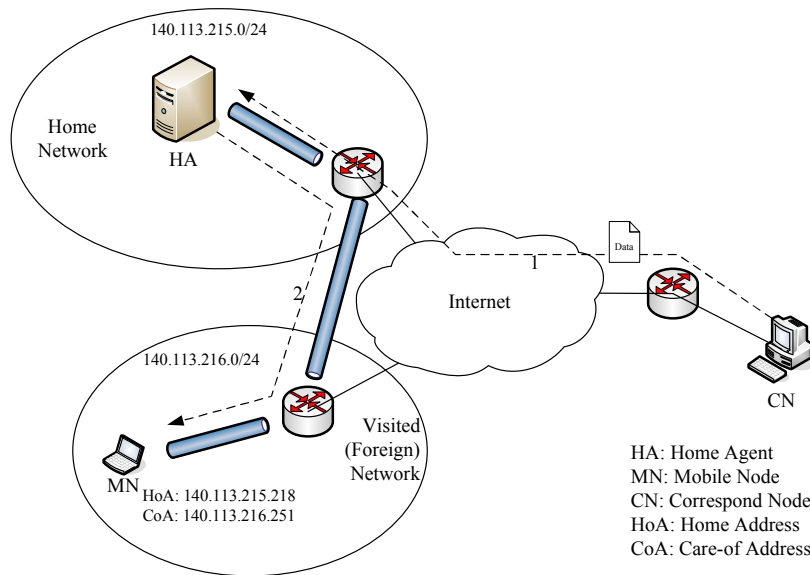 140.113.215.0/24
Home
Network
HA
Data
1
Internet
2
140.113.216.0/24
CN
Visited
(Foreign)
Network
MN
HoA: 140.113.215.218
CoA: 140.113.216.251
HA: Home Agent
MN: Mobile Node
CN: Correspond Node
HoA: Home Address
CoA: Care-of Address